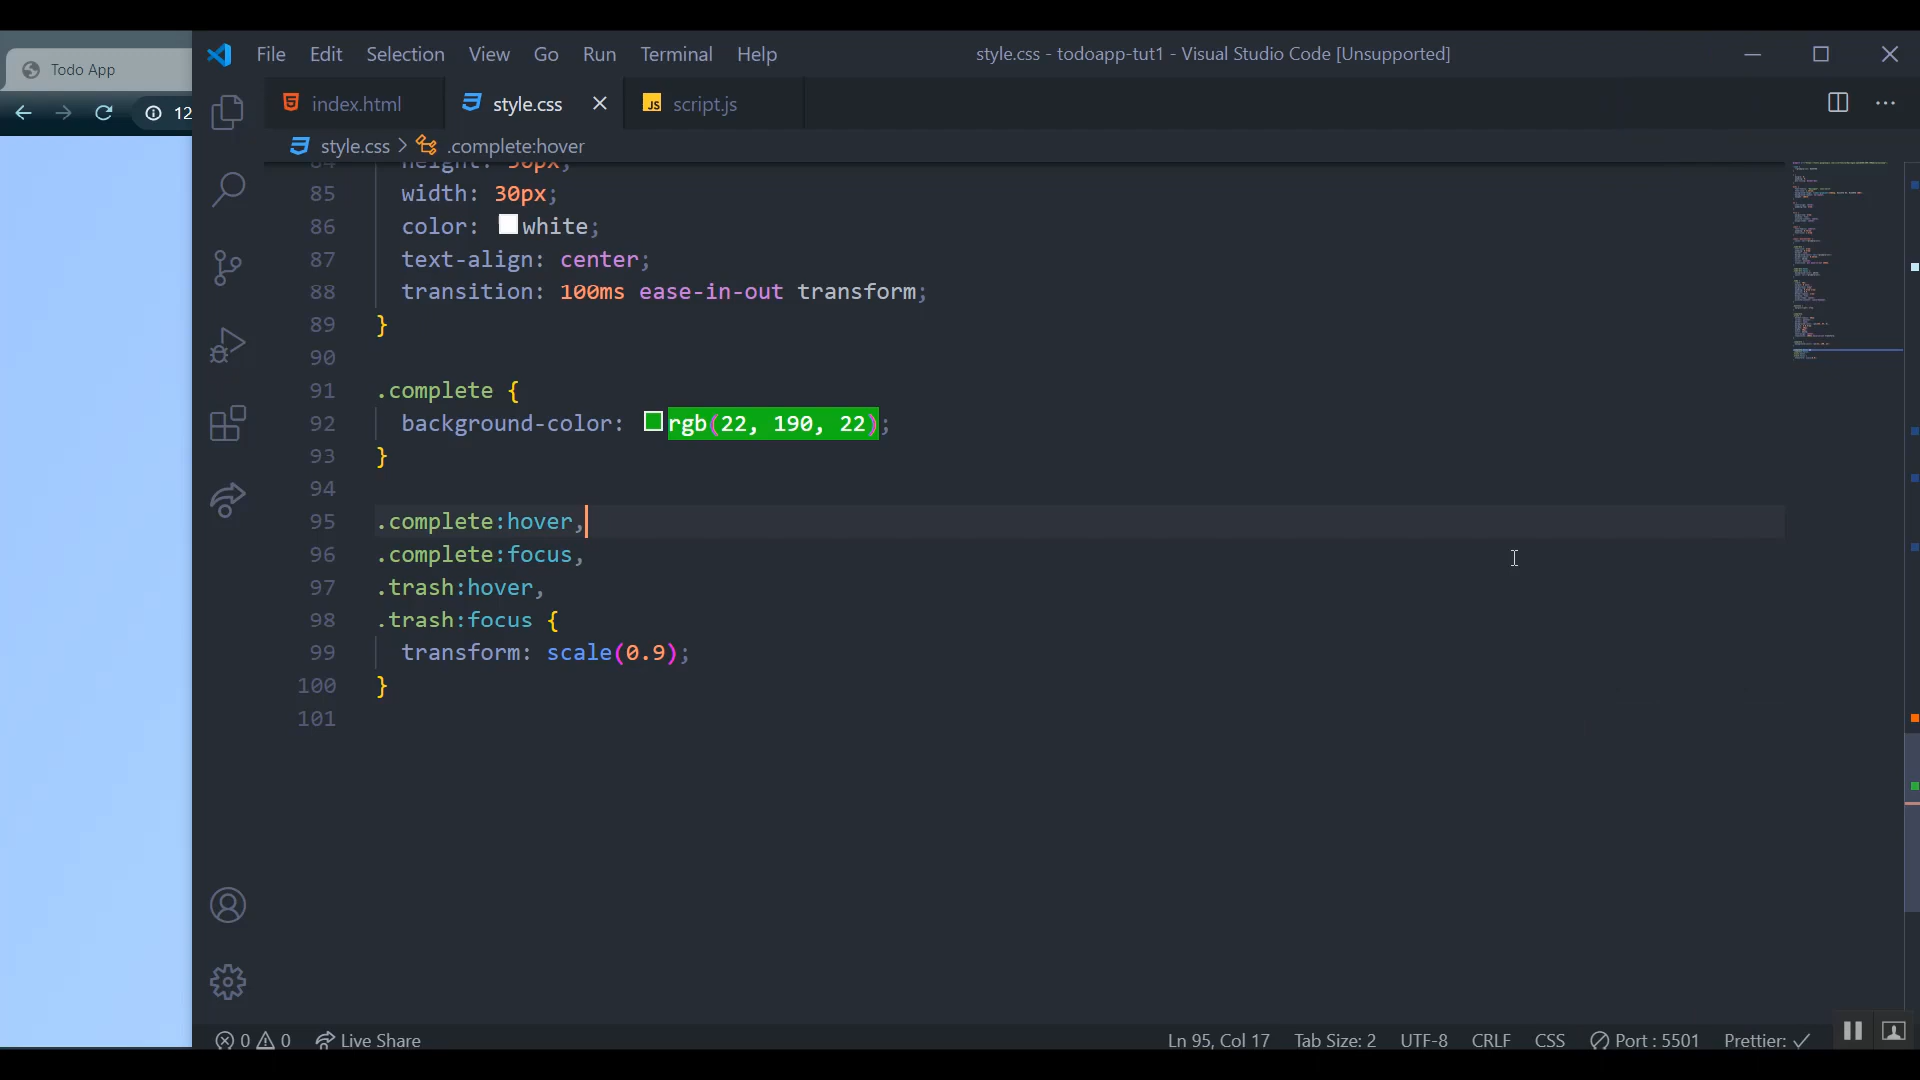 Todo App
12
File Edit Selection View Go Run Terminal Help
style.css - todoapp-tut1 - Visual Studio Code [Unsupported]
index.html
style.css
JS script.js
style.css > .complete:hover
85 width: 30px;
86 color: white;
87 text-align: center;
88 transition: 100ms ease-in-out transform;
89 }
90
91 .complete {
92 background-color: rgb(22, 190, 22);
93 }
94
95 .complete:hover,
96 .complete:focus,
97 .trash:hover,
98 .trash:focus {
99 transform: scale(0.9);
100 }
101
0 0 Live Share
Ln 95, Col 17 Tab Size: 2 UTF-8 CRLF CSS Port : 5501 Prettier: ✓